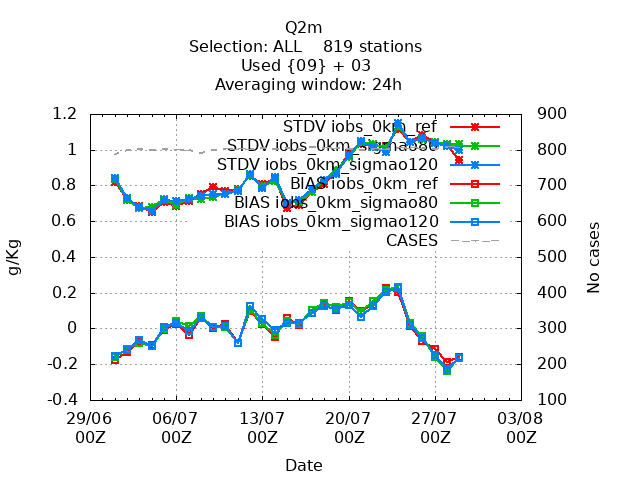 Q2m
Selection: ALL 819 stations
Used {09} + 03
Averaging window: 24h
1.2
1
0.8
0.6
0.4
0.2
0
-0.2
-0.4
900
800
700
600
500
400
300
200
100
STDV iobs_0km_ref
STDV iobs_0km_sigmao80
STDV iobs_0km_sigmao120
BIAS iobs_0km_ref
BIAS iobs_0km_sigmao80
BIAS iobs_0km_sigmao120
CASES
g/Kg
No cases
29/06 06/07 13/07 20/07 27/07 03/08
00Z 00Z 00Z 00Z 00Z 00Z
Date